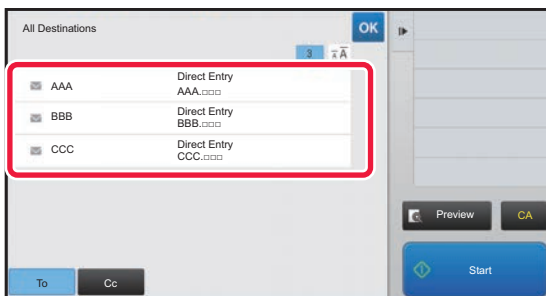 All Destinations
OK
3
AAA
Direct Entry
AAA.□□□
BBB
Direct Entry
BBB.□□□
CCC
Direct Entry
CCC.□□□
Preview
CA
Start
To
Cc